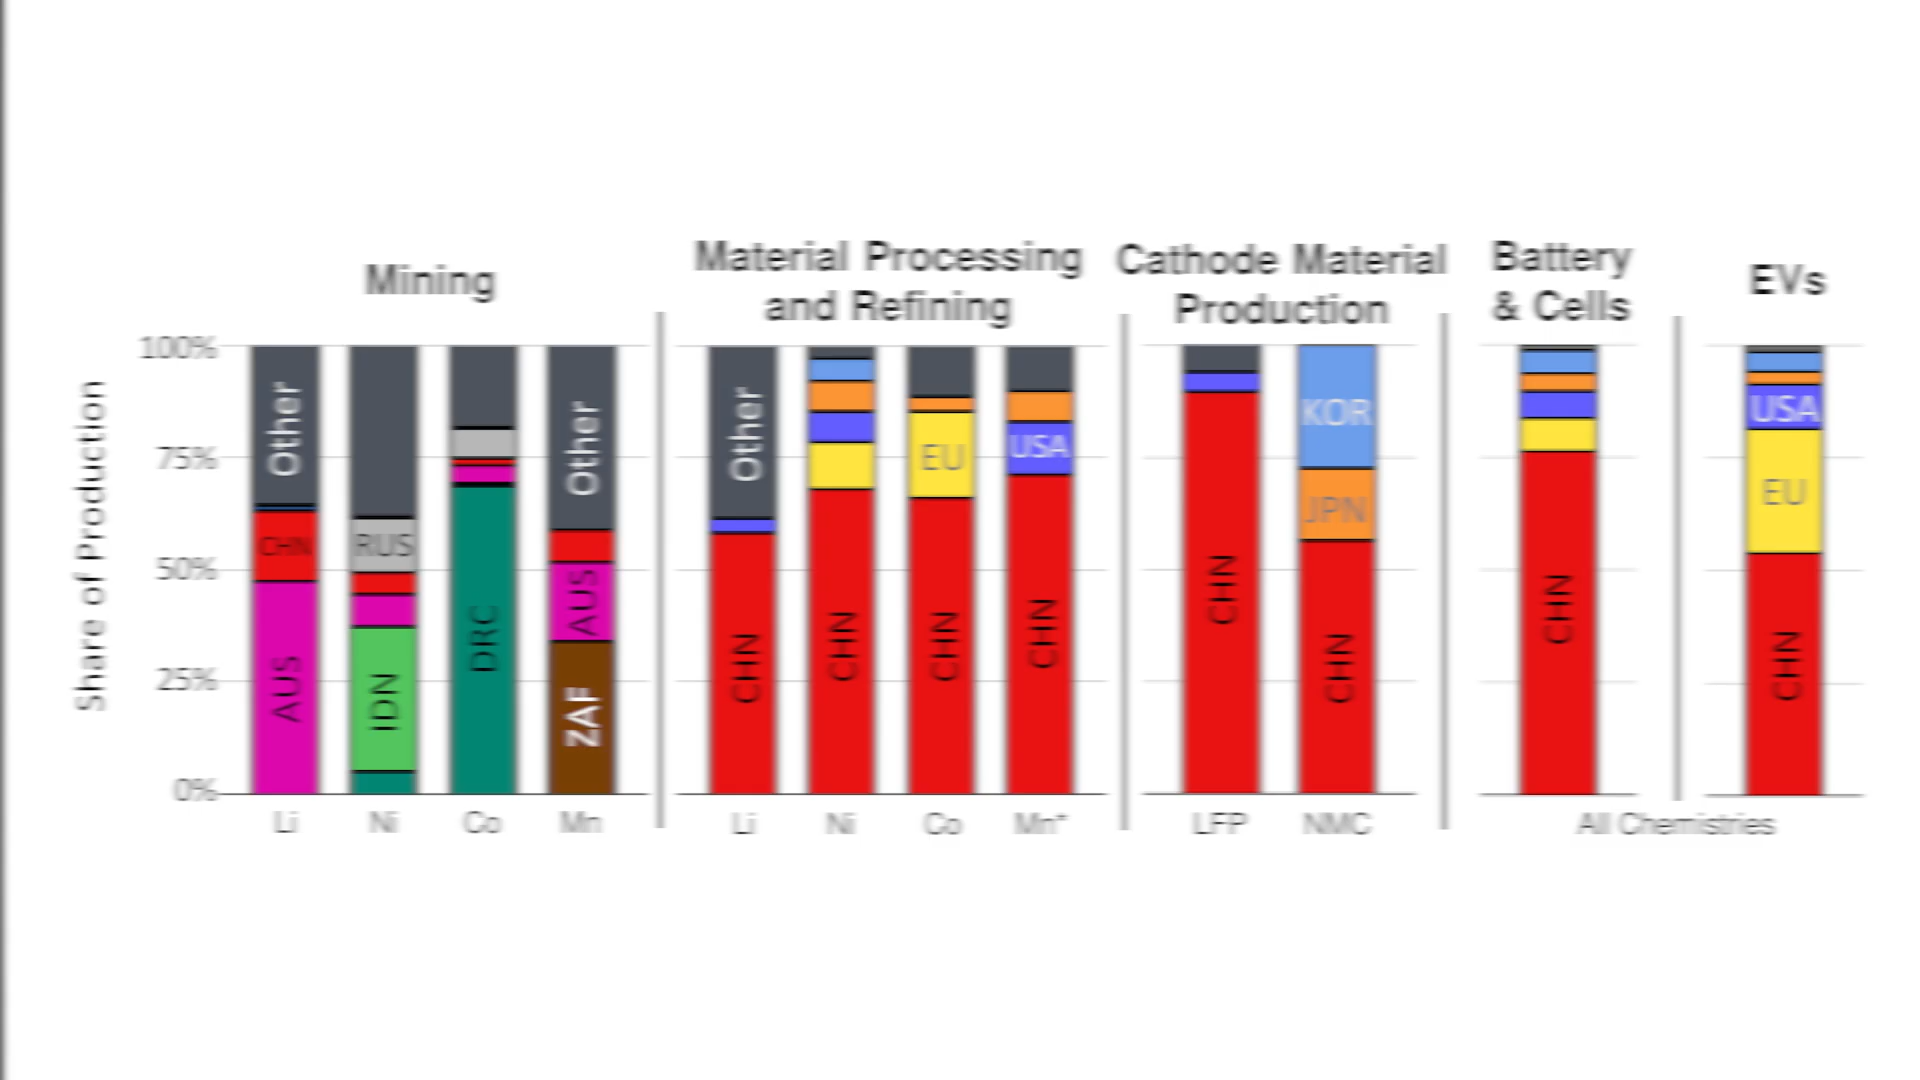 Mining
Material Processing
and Refining
Cathode Material
Production
Battery
& Cells
EVs
Share of Production
100%
75%
50%
25%
0%
Other
CHN
AUS
RUS
IDN
DRC
Other
AUS
ZAF
Other
CHN
CHN
EU
CHN
USA
CHN
CHN
KOR
JPN
CHN
CHN
USA
EU
CHN
Li
Ni
Co
Mn
Li
Ni
Co
Mn*
LFP
NMC
All Chemistries